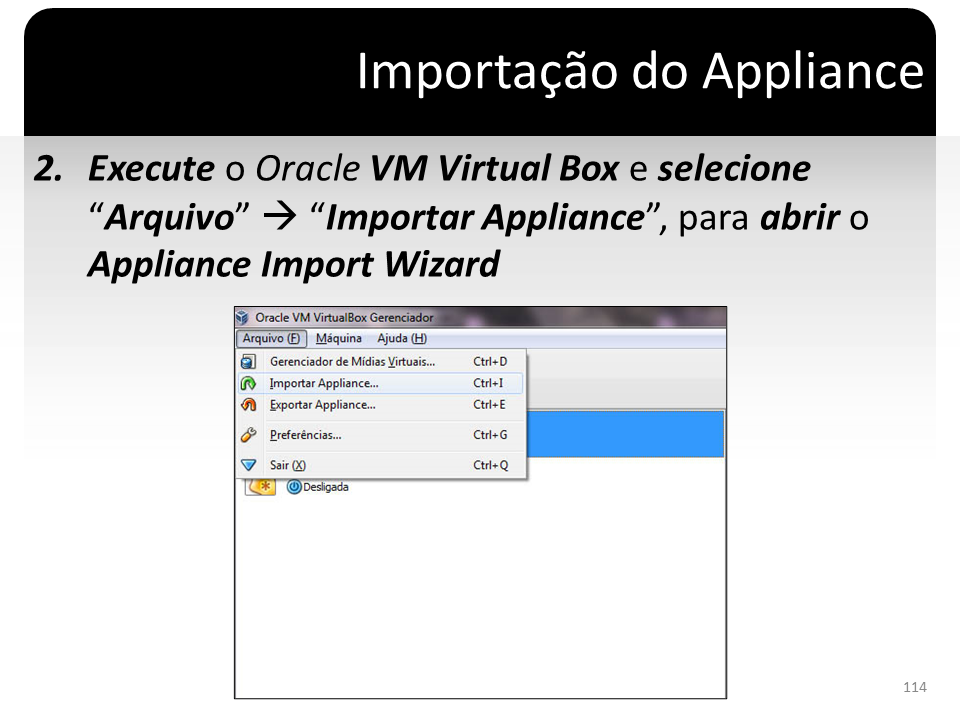 Importação do Appliance
2. Execute o Oracle VM Virtual Box e selecione
“Arquivo” → “Importar Appliance”, para abrir o
Appliance Import Wizard
Oracle VM VirtualBox Gerenciador
Arquivo (F) Máquina Ajuda (H)
Gerenciador de Mídias Virtuais... Ctrl+D
Importar Appliance... Ctrl+I
Exportar Appliance... Ctrl+E
Preferências... Ctrl+G
Sair (X) Ctrl+Q
Desligada
114